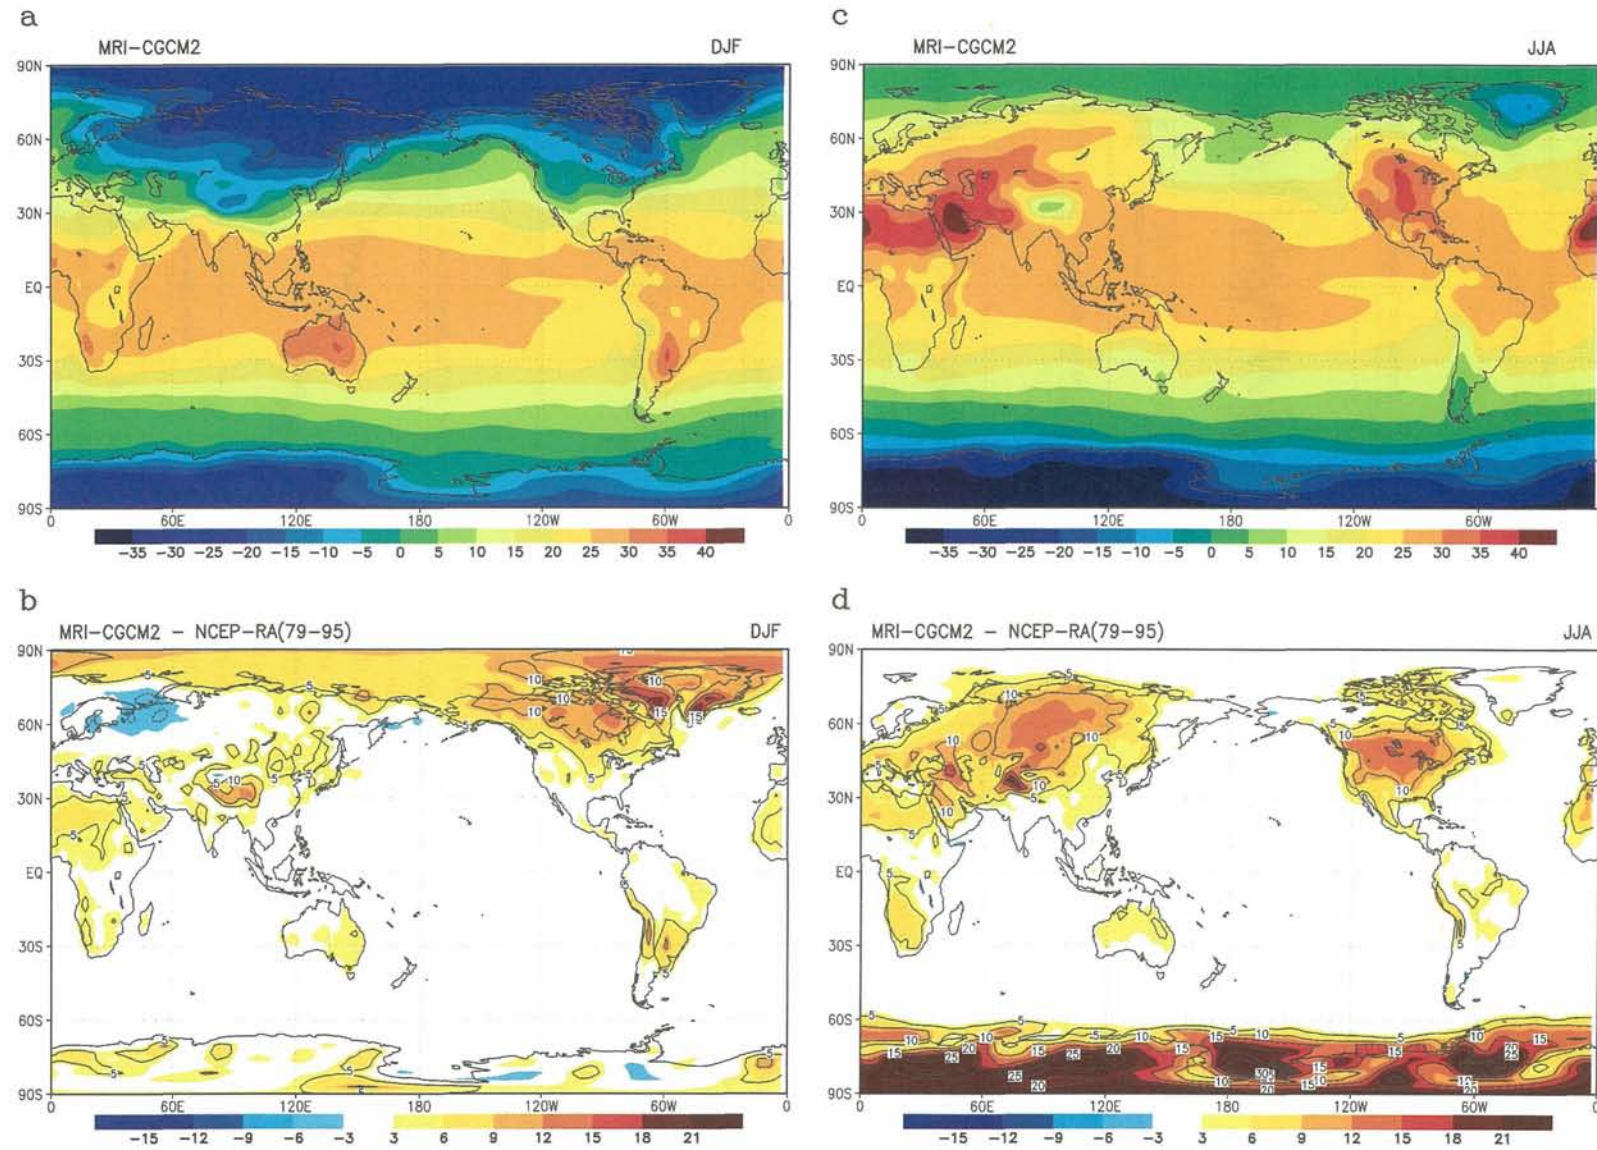 a
MRI-CGCM2 DJF
90N
60N
30N
EQ
30S
60S
90S
0 60E 120E 180 120W 60W 0
-35 -30 -25 -20 -15 -10 -5 0 5 10 15 20 25 30 35 40
c
MRI-CGCM2 JJA
90N
60N
30N
EQ
30S
60S
90S
0 60E 120E 180 120W 60W
-35 -30 -25 -20 -15 -10 -5 0 5 10 15 20 25 30 35 40
b
MRI-CGCM2 - NCEP-RA(79-95) DJF
90N
60N
30N
EQ
30S
60S
90S
0 60E 120E 180 120W 60W 0
-15 -12 -9 -6 -3 3 6 9 12 15 18 21
d
MRI-CGCM2 - NCEP-RA(79-95) JJA
90N
60N
30N
EQ
30S
60S
90S
0 60E 120E 180 120W 60W
-15 -12 -9 -6 -3 3 6 9 12 15 18 21